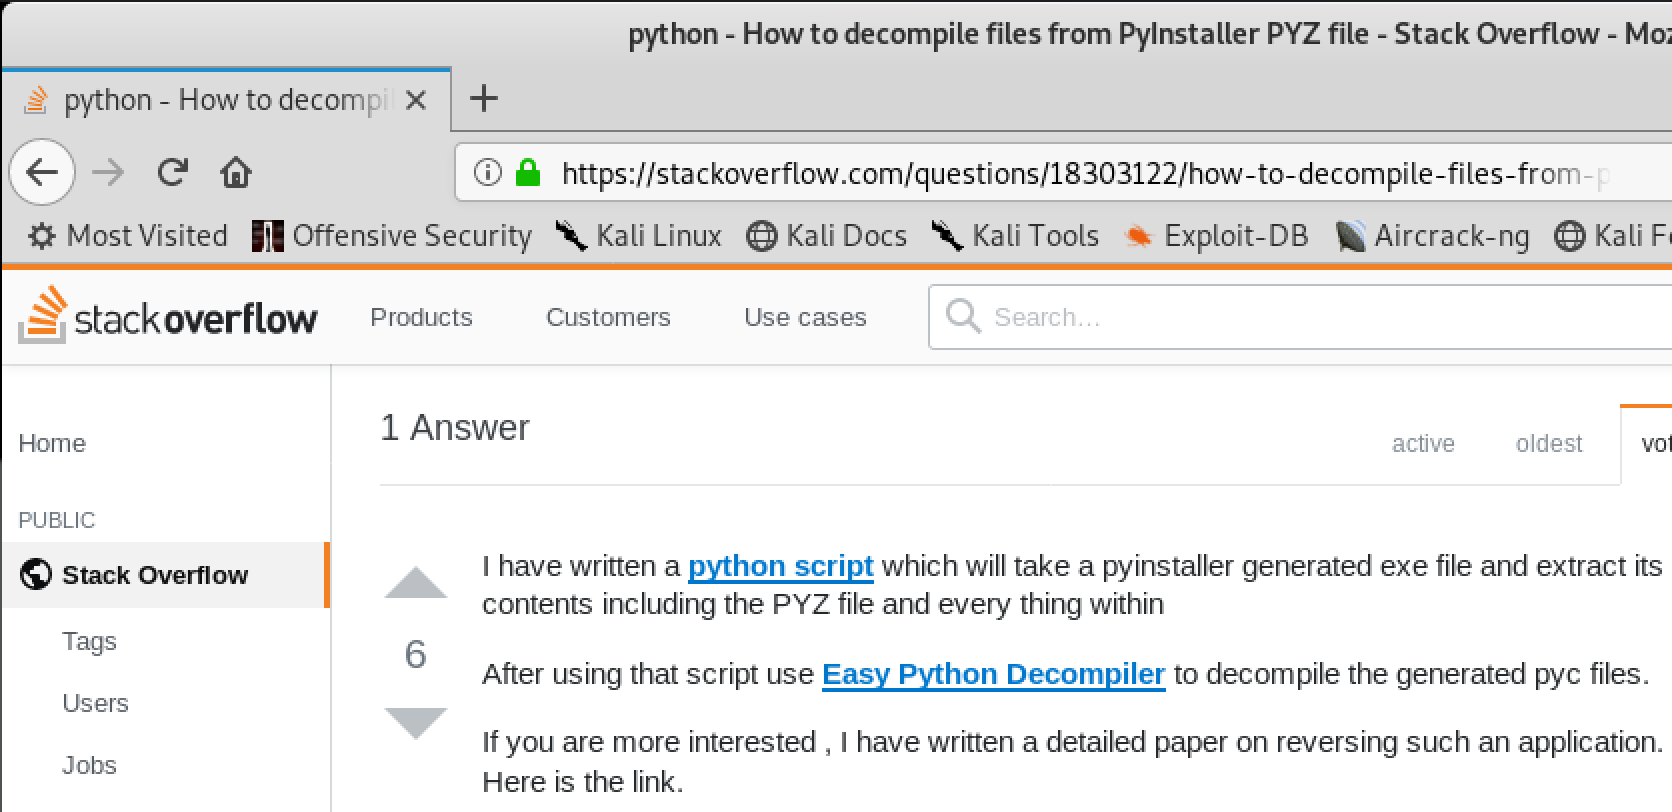 python - How to decompile files from PyInstaller PYZ file - Stack Overflow - Moz
python - How to decompil
https://stackoverflow.com/questions/18303122/how-to-decompile-files-from-p
Most Visited Offensive Security Kali Linux Kali Docs Kali Tools Exploit-DB Aircrack-ng Kali Fo
stackoverflow Products Customers Use cases Search...
1 Answer
active oldest vot
Home
PUBLIC
Stack Overflow
Tags
Users
Jobs
6
I have written a python script which will take a pyinstaller generated exe file and extract its
contents including the PYZ file and every thing within
After using that script use Easy Python Decompiler to decompile the generated pyc files.
If you are more interested , I have written a detailed paper on reversing such an application.
Here is the link.